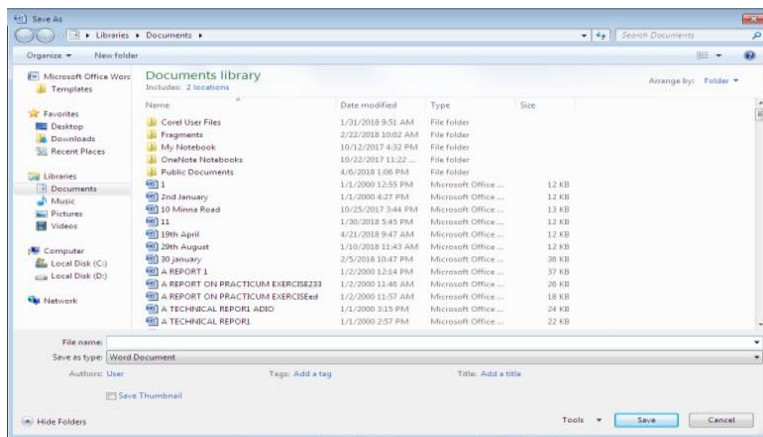 Save As
Libraries Documents
Search Documents
Organize New folder
Microsoft Office Word
Templates
Favorites
Desktop
Downloads
Recent Places
Libraries
Documents
Music
Pictures
Videos
Computer
Local Disk (C:)
Local Disk (D:)
Network
Documents library
Includes: 2 locations
Arrange by: Folder
Name Date modified Type Size
Corel User Files 1/31/2018 9:51 AM File folder
Fragments 2/22/2018 10:02 AM File folder
My Notebook 10/12/2017 4:32 PM File folder
OneNote Notebooks 10/22/2017 11:22 ... File folder
Public Documents 4/6/2018 1:06 PM File folder
1 1/1/2000 12:55 PM Microsoft Office ... 12 KB
2nd January 1/1/2000 4:27 PM Microsoft Office ... 12 KB
10 Minna Road 10/25/2017 3:44 PM Microsoft Office ... 13 KB
11 1/30/2018 5:45 PM Microsoft Office ... 12 KB
19th April 4/21/2018 9:47 AM Microsoft Office ... 12 KB
29th August 1/10/2018 11:43 AM Microsoft Office ... 12 KB
30 january 2/5/2018 10:47 PM Microsoft Office ... 36 KB
A REPORT 1 1/2/2000 12:14 PM Microsoft Office ... 37 KB
A REPORT ON PRACTICUM EXERCISE233 1/2/2000 11:46 AM Microsoft Office ... 26 KB
A REPORT ON PRACTICUM EXERCISEed 1/2/2000 11:57 AM Microsoft Office ... 18 KB
A TECHNICAL REPOR1 ADIO 1/1/2000 3:15 PM Microsoft Office ... 24 KB
A TECHNICAL REPOR1 1/1/2000 2:57 PM Microsoft Office ... 22 KB
File name:
Save as type: Word Document
Authors: User Tags: Add a tag Title: Add a title
Save Thumbnail
Hide Folders Tools Save Cancel